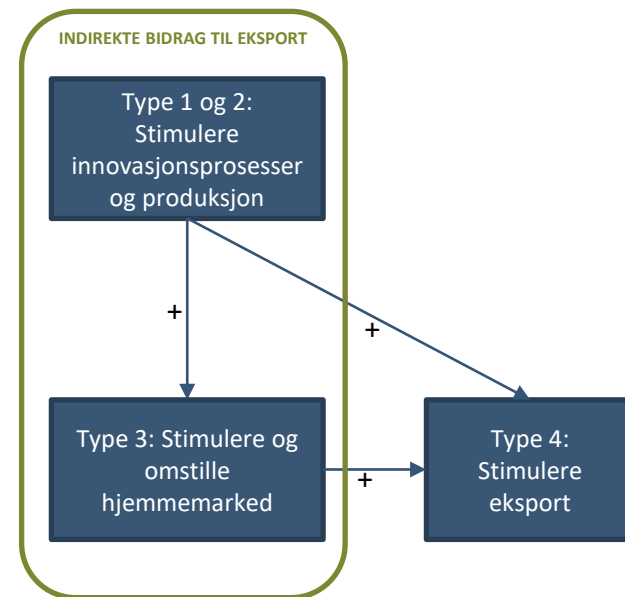 INDIREKTE BIDRAG TIL EKSPORT
Type 1 og 2:
Stimulere
innovasjonsprosesser
og produksjon
+
+
Type 3: Stimulere og
omstille
hjemmemarked
+
Type 4:
Stimulere
eksport